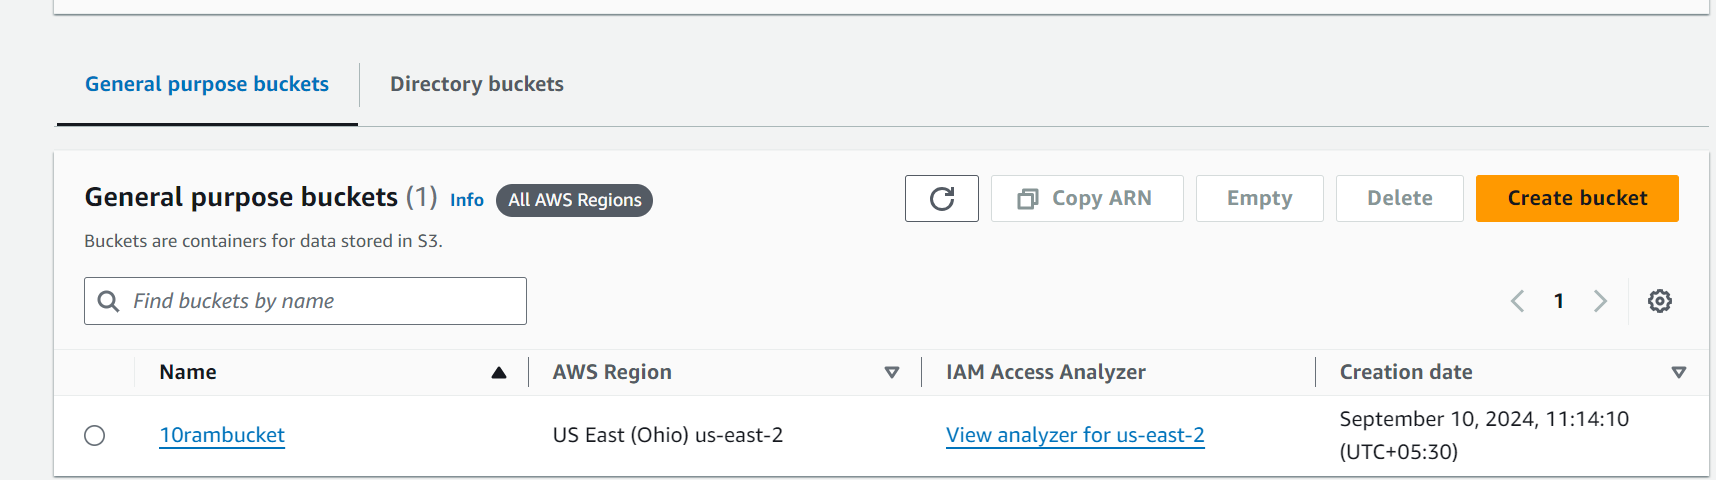 General purpose buckets
Directory buckets
General purpose buckets (1) Info All AWS Regions
Copy ARN
Empty
Delete
Create bucket
Buckets are containers for data stored in S3.
Find buckets by name
1
Name
AWS Region
IAM Access Analyzer
Creation date
10rambucket
US East (Ohio) us-east-2
View analyzer for us-east-2
September 10, 2024, 11:14:10
(UTC+05:30)